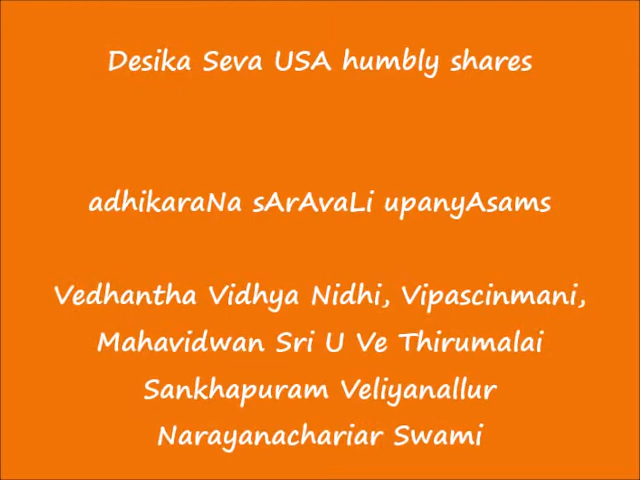 Desika Seva USA humbly shares
adhikaraNa sArAvaLi upanyAsams
Vedhantha Vidhya Nidhi, Vipascinmani,
Mahavidwan Sri U Ve Thirumalai
Sankhapuram Veliyanallur
Narayanachariar Swami